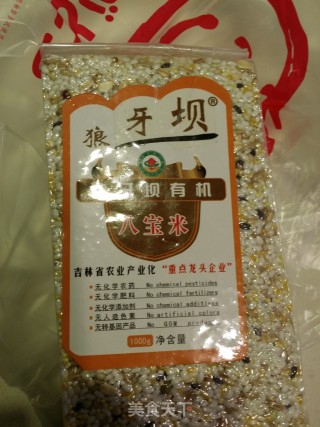 狼牙坝®
牙坝有机
八宝米
吉林省农业产业化“重点龙头企业”
无化学农药 No chemical pesticides
无化学肥料 No chemical fertilizers
无化学添加剂 No chemical additives
无人造色素 No artificial colors
无转基因产品 No GOM produce
1000g 净含量
美食天下